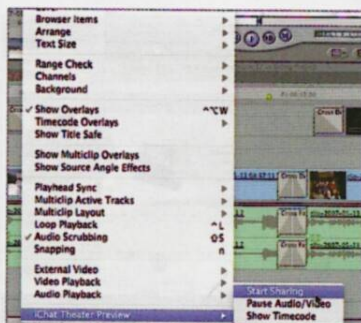 Browser Items
Arrange
Text Size
Range Check
Channels
Background
✓ Show Overlays ^⌥W
Timecode Overlays
Show Title Safe
Show Multiclip Overlays
Show Source Angle Effects
Playhead Sync
Multiclip Active Tracks
Multiclip Layout
Loop Playback ^L
✓ Audio Scrubbing ⇧S
Snapping n
External Video
Video Playback
Audio Playback
iChat Theater Preview
Start Sharing
Pause Audio/Video
Show Timecode